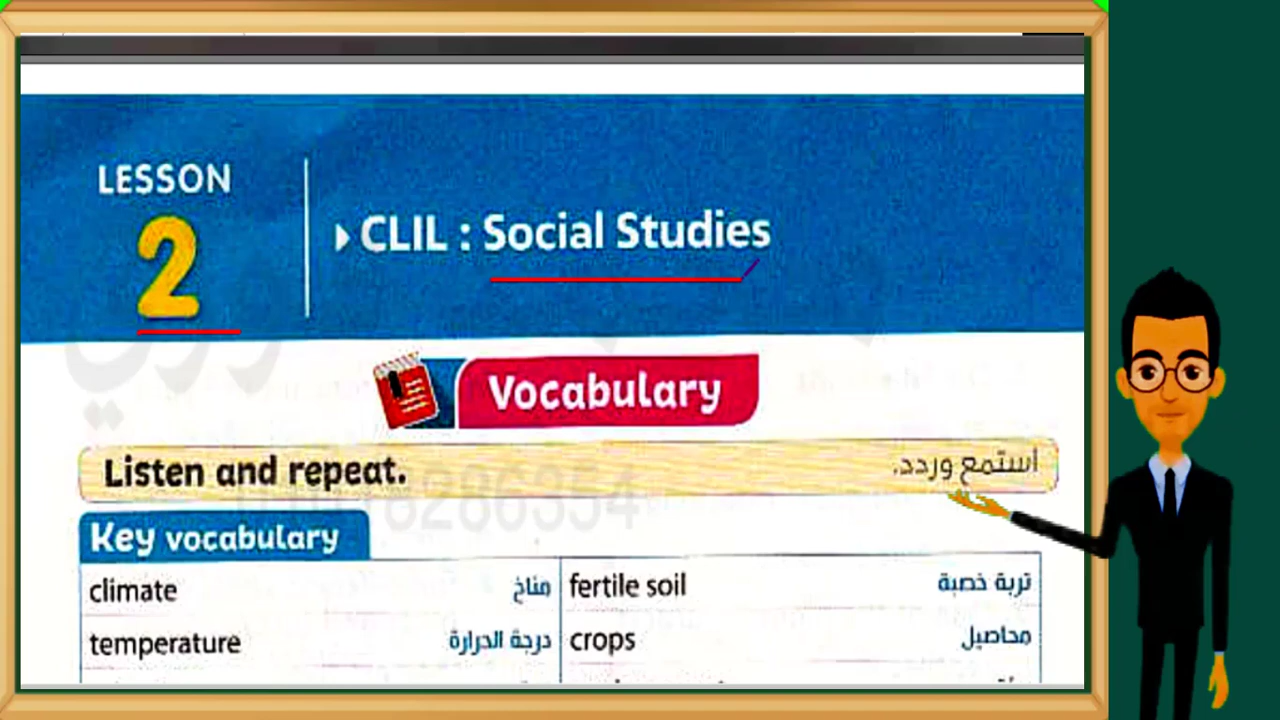 LESSON
2
CLIL : Social Studies
Vocabulary
Listen and repeat.
استمع وردد.
Key vocabulary
climate مناخ fertile soil تربة خصبة
temperature درجة الحرارة crops محاصيل